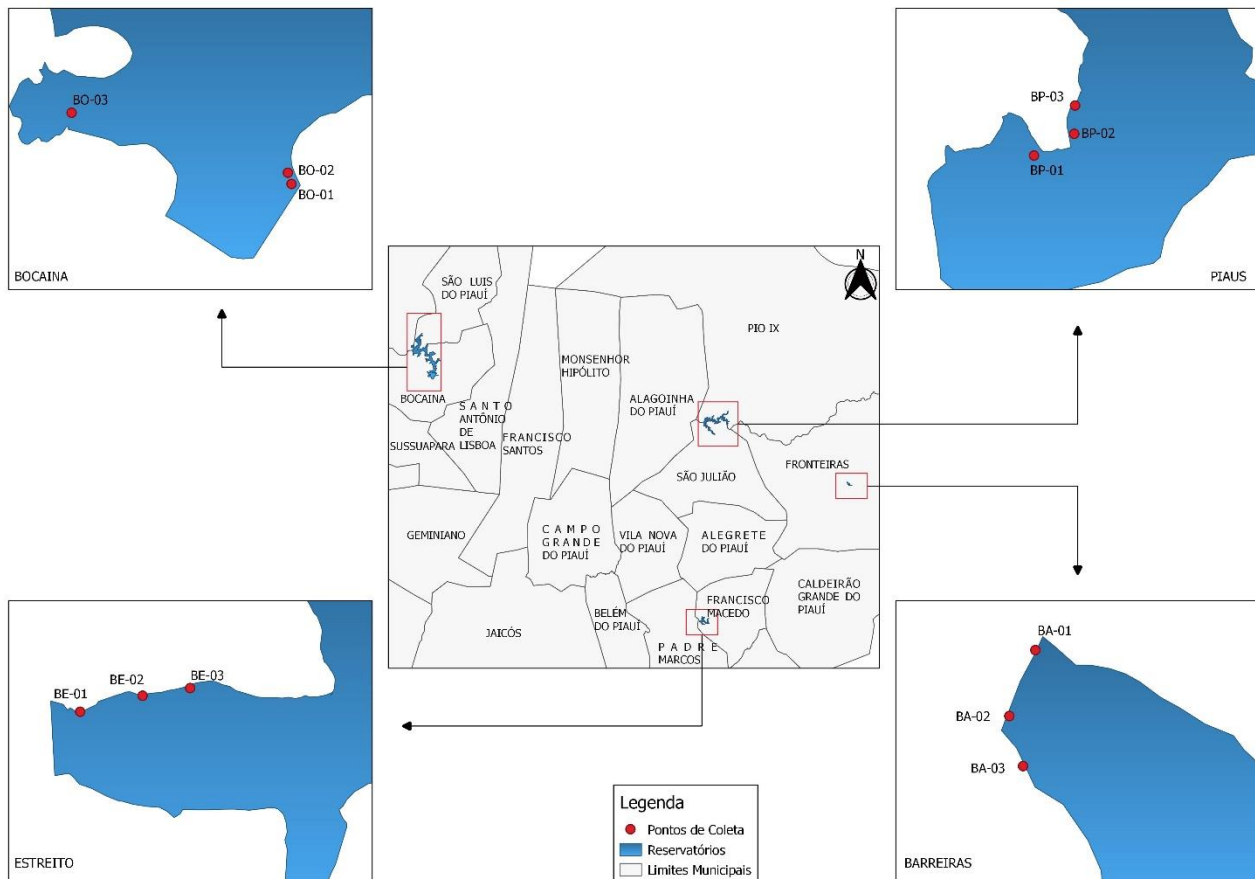 BO-03
BO-02
BO-01
BOCAINA
BP-03
BP-02
BP-01
PIAUS
N
SÃO LUIS
DO PIAUÍ
PIO IX
MONSENHOR
HIPÓLITO
ALAGOINHA
DO PIAUÍ
BOCAINA
SANTO
ANTÔNIO
DE
LISBOA
SUSSUAPARA
FRANCISCO
SANTOS
FRONTEIRAS
SÃO JULIÃO
GEMINIANO
CAMPO
GRANDE
DO PIAUÍ
VILA NOVA
DO PIAUÍ
ALEGRETE
DO PIAUÍ
CALDEIRÃO
GRANDE DO
PIAUÍ
JAICÓS
BELÉM
DO PIAUÍ
FRANCISCO
MACEDO
PADRE
MARCOS
BE-01
BE-02
BE-03
ESTREITO
BA-01
BA-02
BA-03
BARREIRAS
Legenda
Pontos de Coleta
Reservatórios
Limites Municipais